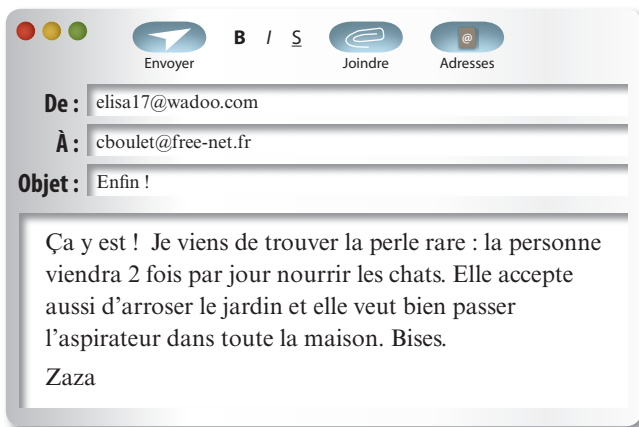 B I S
Envoyer Joindre @ Adresses
De : elisa17@wadoo.com
À : cboulet@free-net.fr
Objet : Enfin !
Ça y est ! Je viens de trouver la perle rare : la personne
viendra 2 fois par jour nourrir les chats. Elle accepte
aussi d'arroser le jardin et elle veut bien passer
l'aspirateur dans toute la maison. Bises.
Zaza